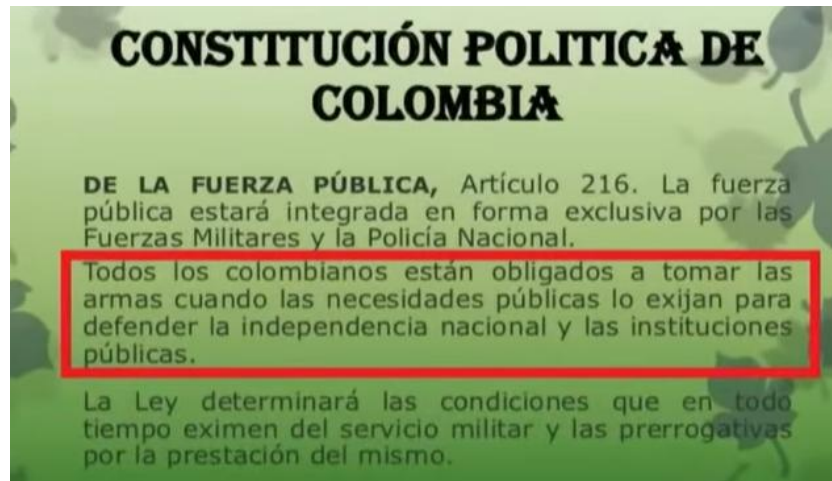 CONSTITUCIÓN POLITICA DE
COLOMBIA
DE LA FUERZA PÚBLICA, Artículo 216. La fuerza
pública estará integrada en forma exclusiva por las
Fuerzas Militares y la Policía Nacional.
Todos los colombianos están obligados a tomar las
armas cuando las necesidades públicas lo exijan para
defender la independencia nacional y las instituciones
públicas.
La Ley determinará las condiciones que en todo
tiempo eximen del servicio militar y las prerrogativas
por la prestación del mismo.